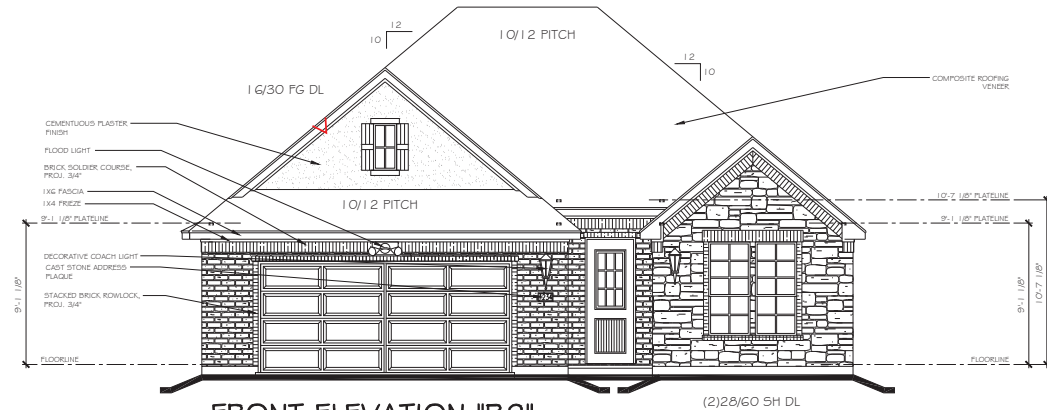 12
10
10/12 PITCH
12
10
COMPOSITE ROOFING
VENEER
16/30 FG DL
CEMENTUOUS PLASTER
FINISH
FLOOD LIGHT
BRICK SOLDIER COURSE,
PROJ. 3/4"
1X6 FASCIA
1X4 FRIEZE
10/12 PITCH
10'-7 1/8" PLATELINE
9'-1 1/8" PLATELINE
9'-1 1/8" PLATELINE
DECORATIVE COACH LIGHT
CAST STONE ADDRESS
PLAQUE
STACKED BRICK ROWLOCK,
PROJ. 3/4"
9'-1 1/8"
9'-1 1/8"
10'-7 1/8"
FLOORLINE
FLOORLINE
FRONT ELEVATION "B2"
(2)28/60 SH DL